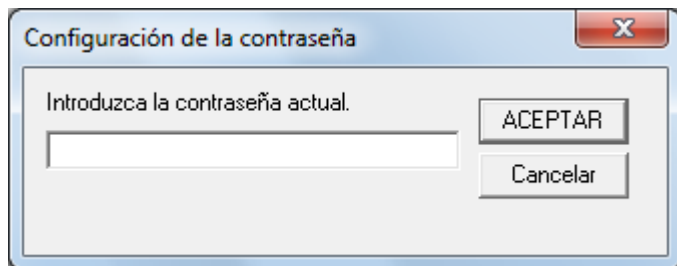 Configuración de la contraseña
Introduzca la contraseña actual.
ACEPTAR
Cancelar